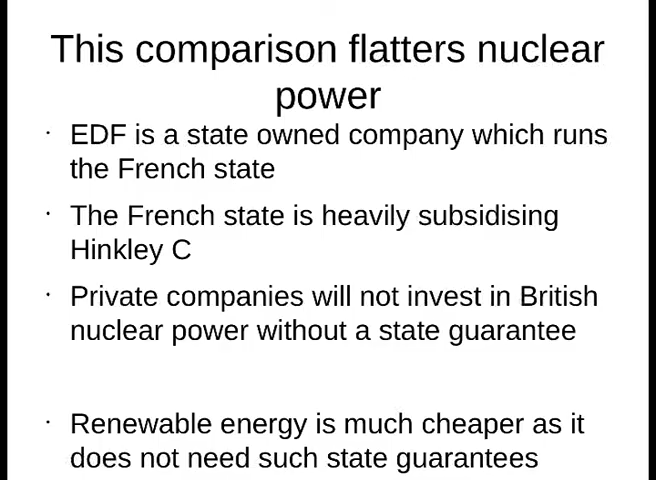 This comparison flatters nuclear
power
· EDF is a state owned company which runs
the French state
· The French state is heavily subsidising
Hinkley C
· Private companies will not invest in British
nuclear power without a state guarantee
· Renewable energy is much cheaper as it
does not need such state guarantees